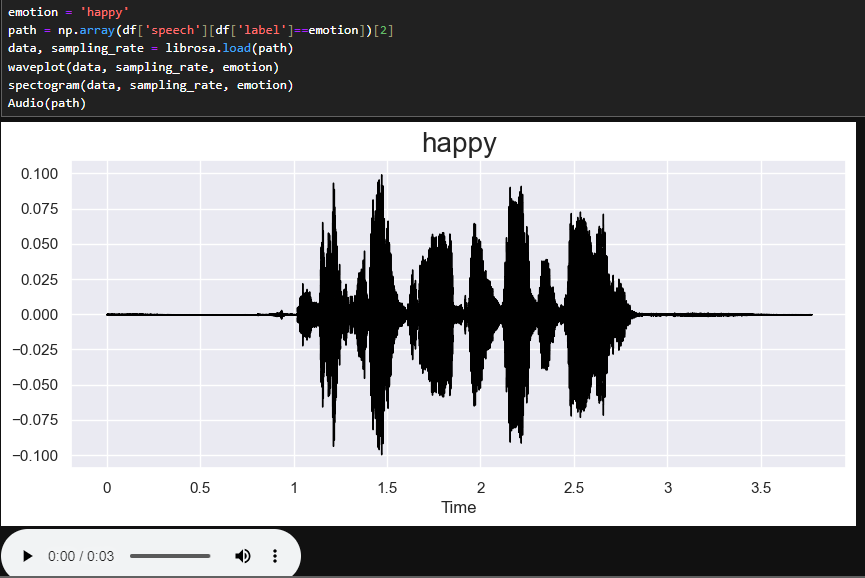 emotion = 'happy'
path = np.array(df['speech'][df['label']==emotion])[2]
data, sampling_rate = librosa.load(path)
waveplot(data, sampling_rate, emotion)
spectogram(data, sampling_rate, emotion)
Audio(path)
happy
0.100
0.075
0.050
0.025
0.000
−0.025
−0.050
−0.075
−0.100
0 0.5 1 1.5 2 2.5 3 3.5
Time
0:00 / 0:03